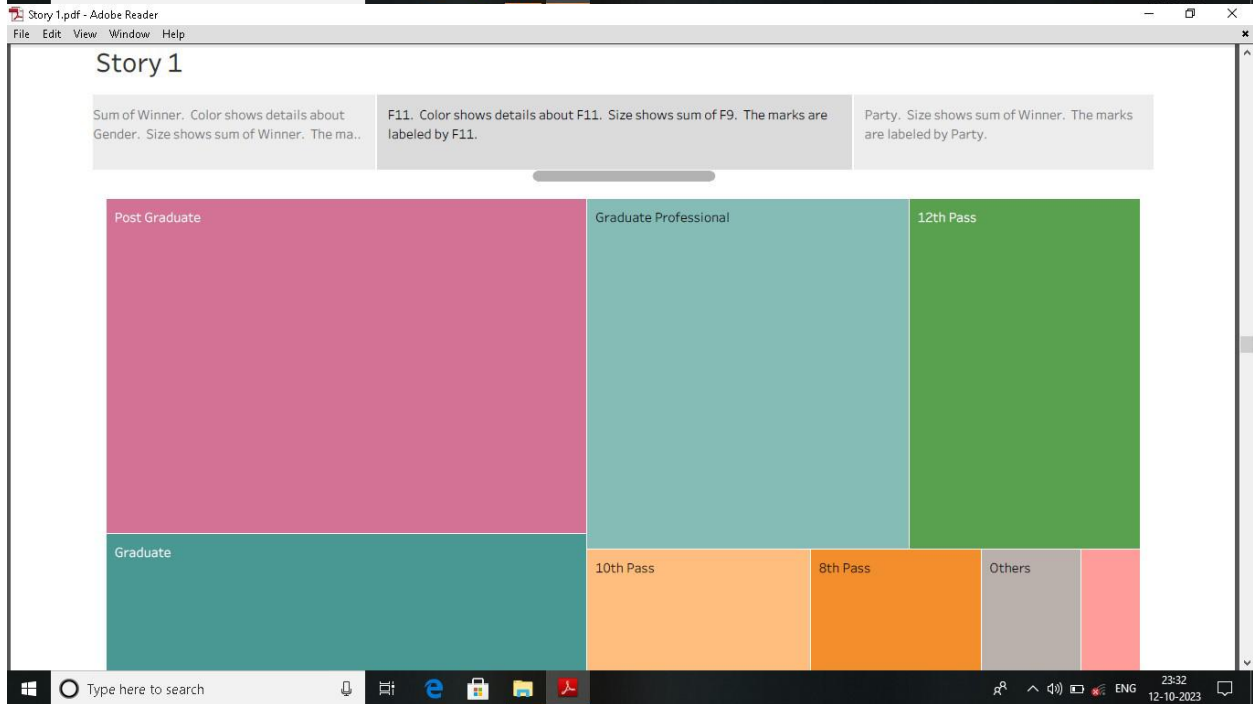 Story 1.pdf - Adobe Reader
File Edit View Window Help
Story 1
Sum of Winner. Color shows details about
Gender. Size shows sum of Winner. The ma..
F11. Color shows details about F11. Size shows sum of F9. The marks are
labeled by F11.
Party. Size shows sum of Winner. The marks
are labeled by Party.
Post Graduate
Graduate Professional
12th Pass
Graduate
10th Pass
8th Pass
Others
Type here to search
ENG
23:32
12-10-2023